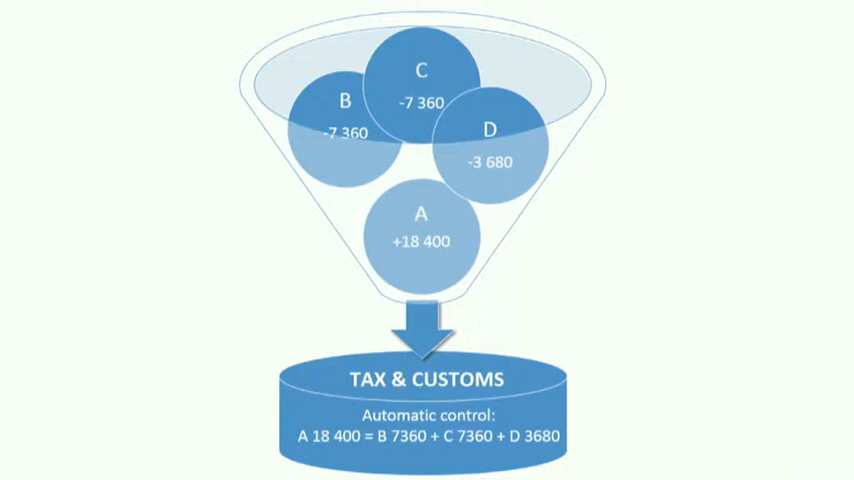 C
-7 360
B
-7 360
D
-3 680
A
+18 400
TAX & CUSTOMS
Automatic control:
A 18 400 = B 7360 + C 7360 + D 3680